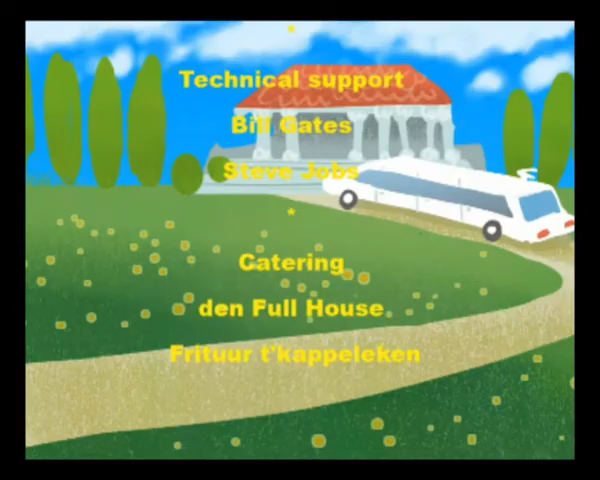 *
Technical support
Bill Gates
Steve Jobs
*
Catering
den Full House
Frituur t'kappeleken